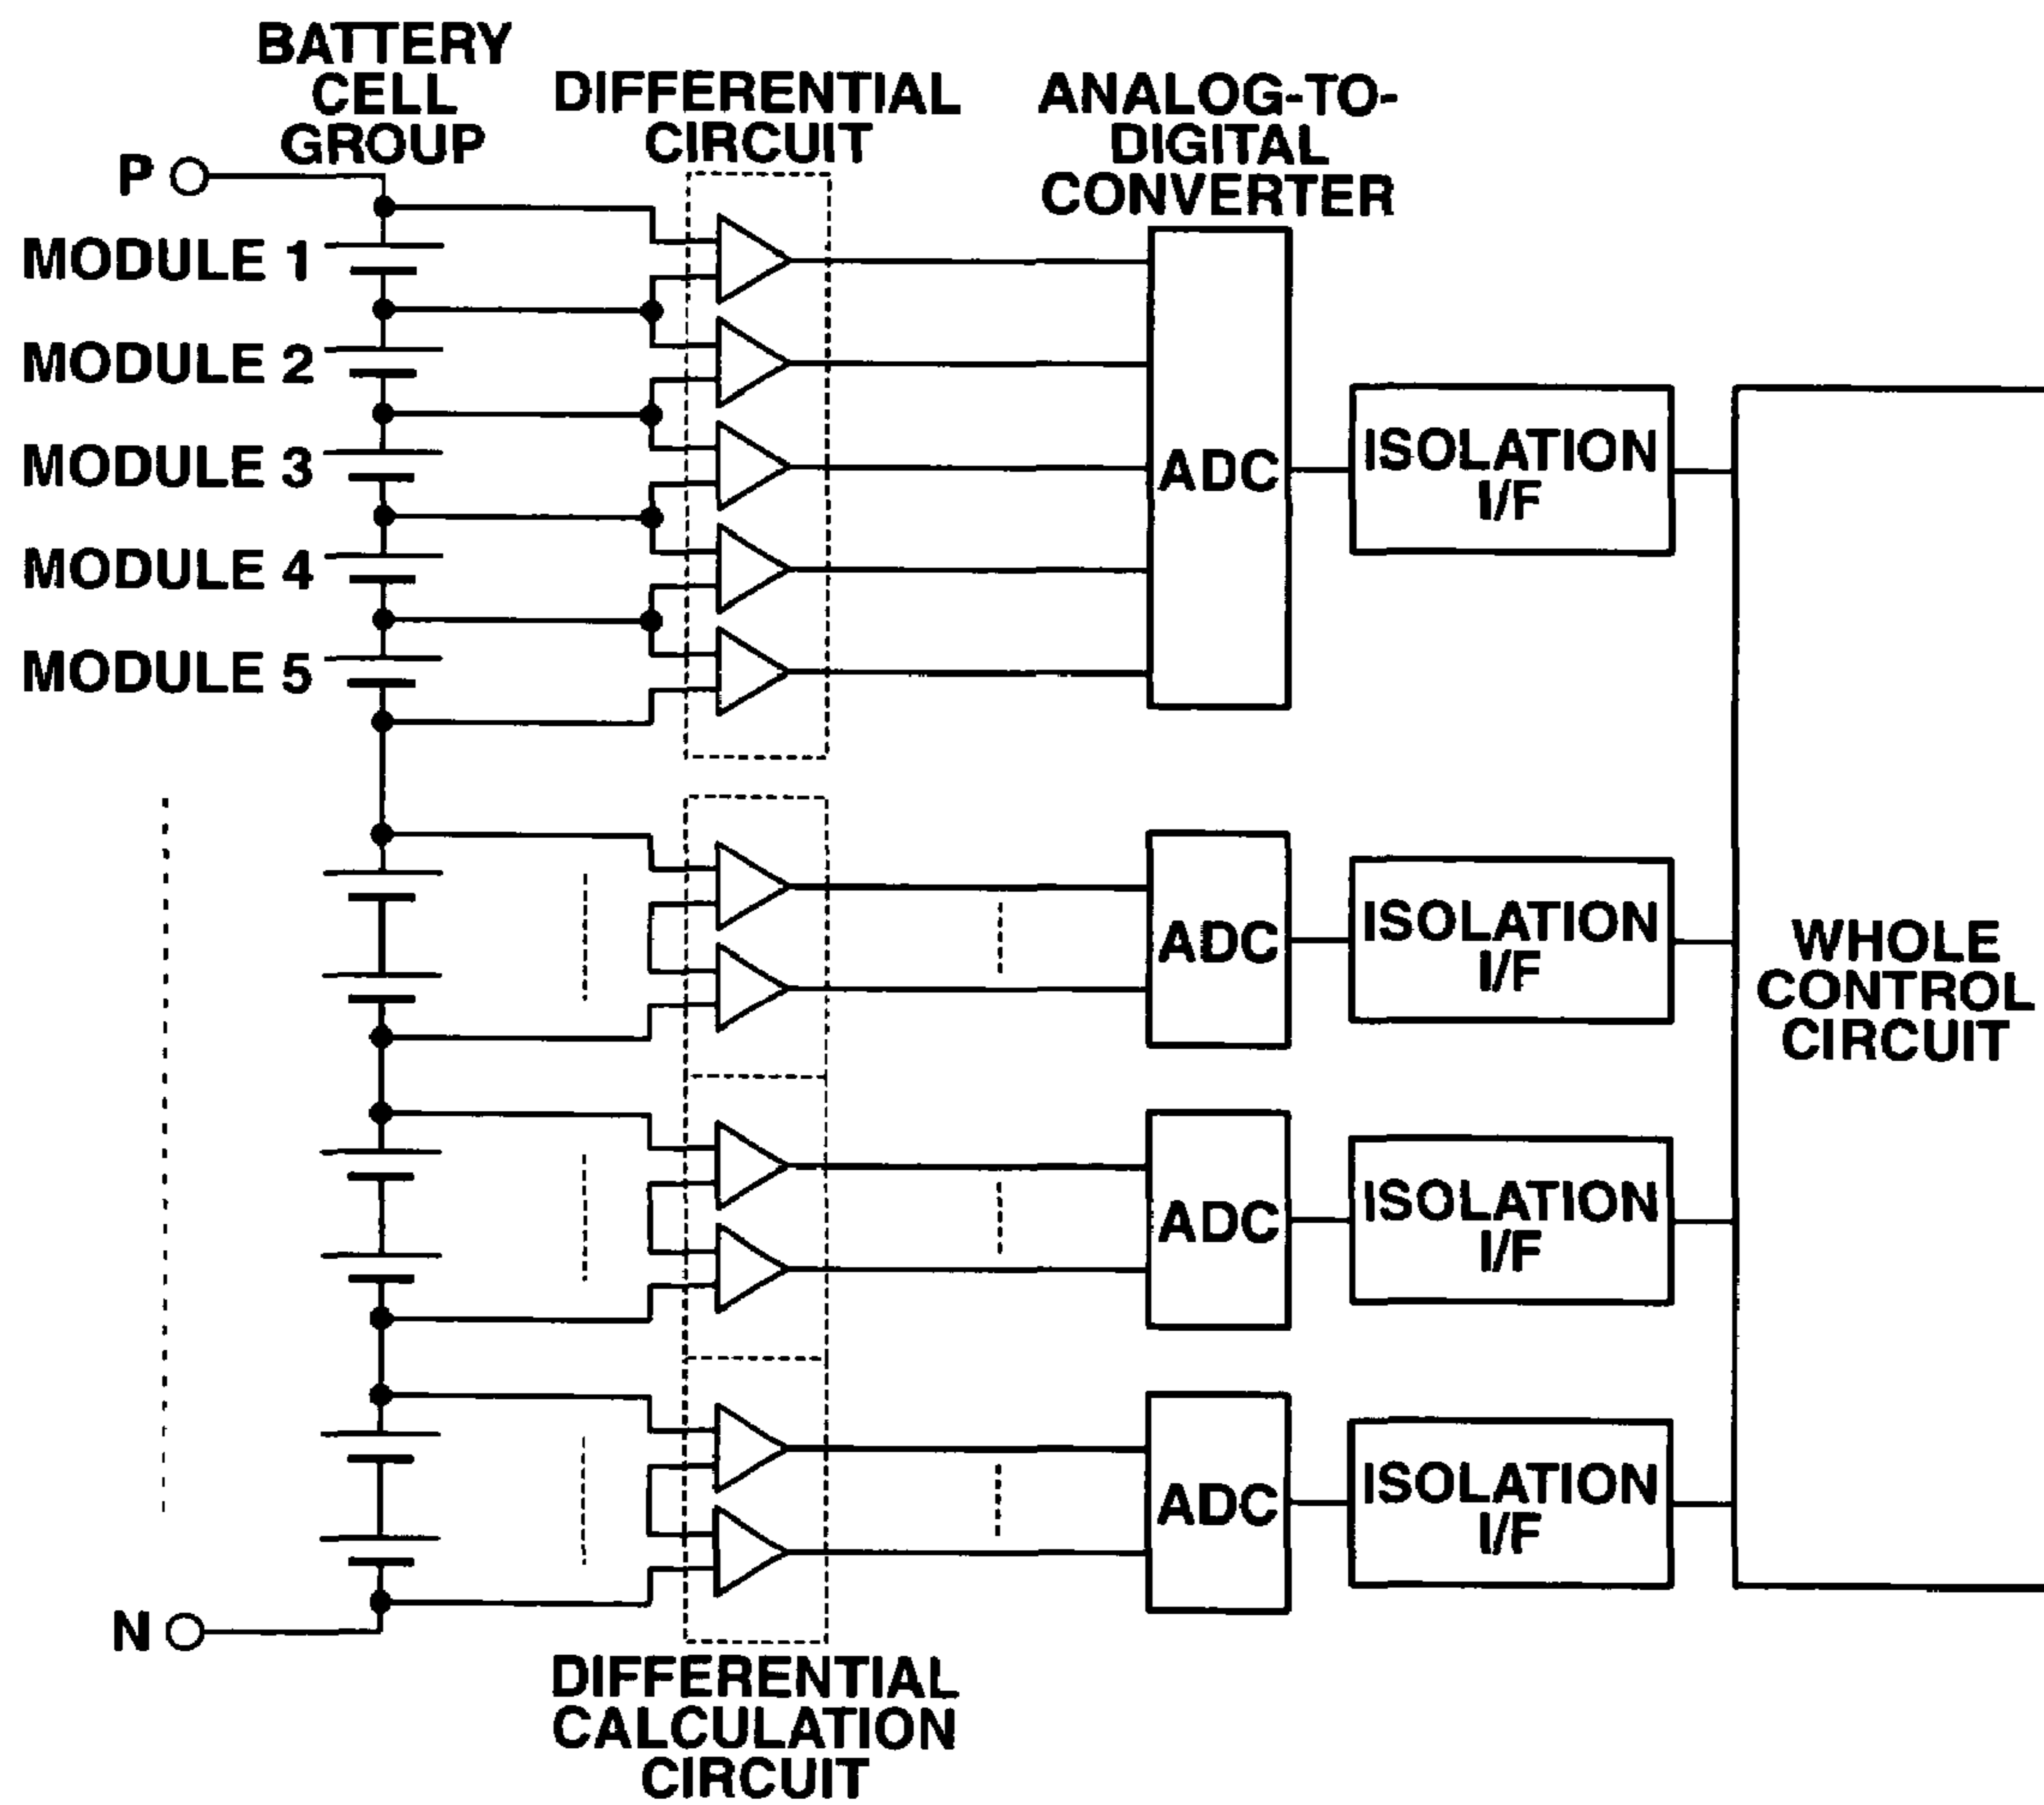 BATTERY
CELL
GROUP
DIFFERENTIAL
CIRCUIT
ANALOG-TO-
DIGITAL
CONVERTER
P
MODULE 1
MODULE 2
MODULE 3
MODULE 4
MODULE 5
ADC
ISOLATION
I/F
ADC
ISOLATION
I/F
WHOLE
CONTROL
CIRCUIT
ADC
ISOLATION
I/F
ADC
ISOLATION
I/F
N
DIFFERENTIAL
CALCULATION
CIRCUIT